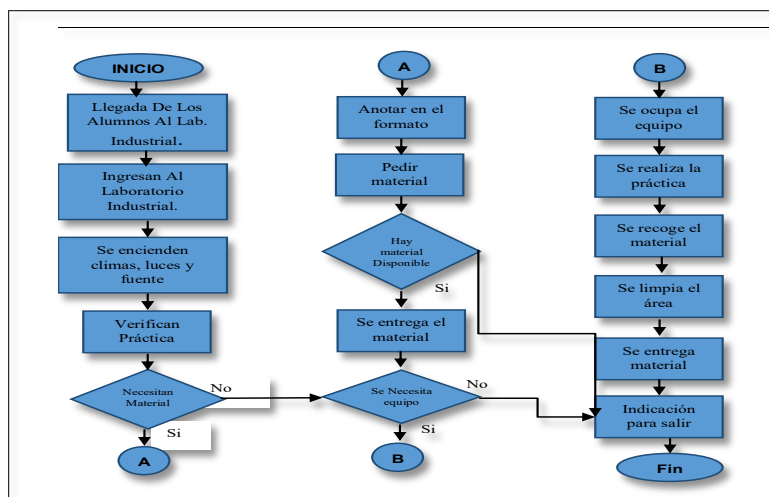 INICIO
Llegada De Los
Alumnos Al Lab.
Industrial.
Ingresan Al
Laboratorio
Industrial.
Se encienden
climas, luces y
fuente
Verifican
Práctica
Necesitan
Material
No
Si
A
A
Anotar en el
formato
Pedir
material
Hay
material
Disponible
Si
Se entrega el
material
Se Necesita
equipo
No
Si
B
B
Se ocupa el
equipo
Se realiza la
práctica
Se recoge el
material
Se limpia el
área
Se entrega
material
Indicación
para salir
Fin